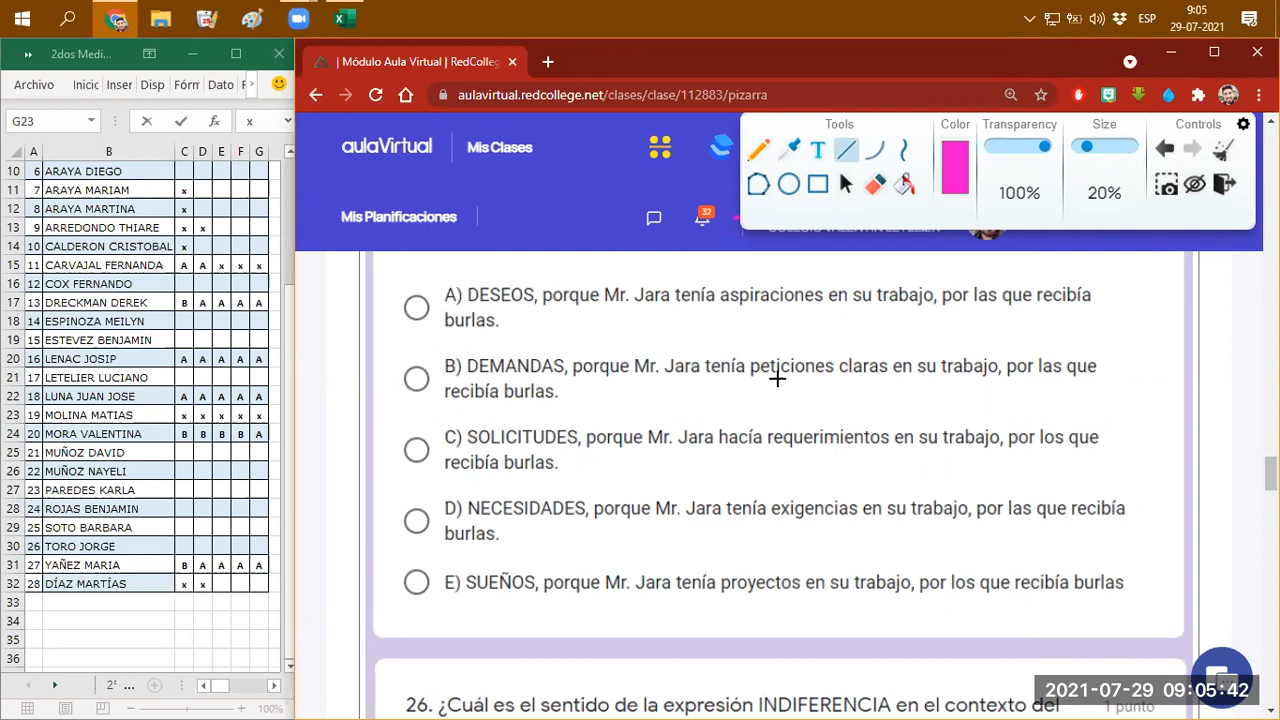 ESP
9:05
29-07-2021
2dos Medi...
| Módulo Aula Virtual | RedColleg
Archivo
Inicic
Inser
Disp
Fórm
Dato
aulavirtual.redcollege.net/clases/clase/112883/pizarra
G23
fx
x
Tools
Color
Transparency
Size
Controls
100%
20%
aulaVirtual
Mis Clases
Mis Planificaciones
32
A B C D E F G
10 6 ARAYA DIEGO
11 7 ARAYA MARIAM x
12 8 ARAYA MARTINA x
13 9 ARREDONDO THIARE x x
14 10 CALDERON CRISTOBAL x
15 11 CARVAJAL FERNANDA A A x x x
16 12 COX FERNANDO
17 13 DRECKMAN DEREK B A A A A
18 14 ESPINOZA MEILYN
19 15 ESTEVEZ BENJAMIN
20 16 LENAC JOSIP A A A A A
21 17 LETELIER LUCIANO
22 18 LUNA JUAN JOSE A A A A A
23 19 MOLINA MATIAS x x x x x
24 20 MORA VALENTINA B B B B A
25 21 MUÑOZ DAVID
26 22 MUÑOZ NAYELI
27 23 PAREDES KARLA
28 24 ROJAS BENJAMIN
29 25 SOTO BARBARA
30 26 TORO JORGE
31 27 YAÑEZ MARIA B A A A A
32 28 DÍAZ MARTÍAS x x
33
34
35
36
...
100%
A) DESEOS, porque Mr. Jara tenía aspiraciones en su trabajo, por las que recibía
burlas.
B) DEMANDAS, porque Mr. Jara tenía peticiones claras en su trabajo, por las que
recibía burlas.
C) SOLICITUDES, porque Mr. Jara hacía requerimientos en su trabajo, por los que
recibía burlas.
D) NECESIDADES, porque Mr. Jara tenía exigencias en su trabajo, por las que recibía
burlas.
E) SUEÑOS, porque Mr. Jara tenía proyectos en su trabajo, por los que recibía burlas
26. ¿Cuál es el sentido de la expresión INDIFERENCIA en el contexto del
1 punto
2021-07-29 09:05:42